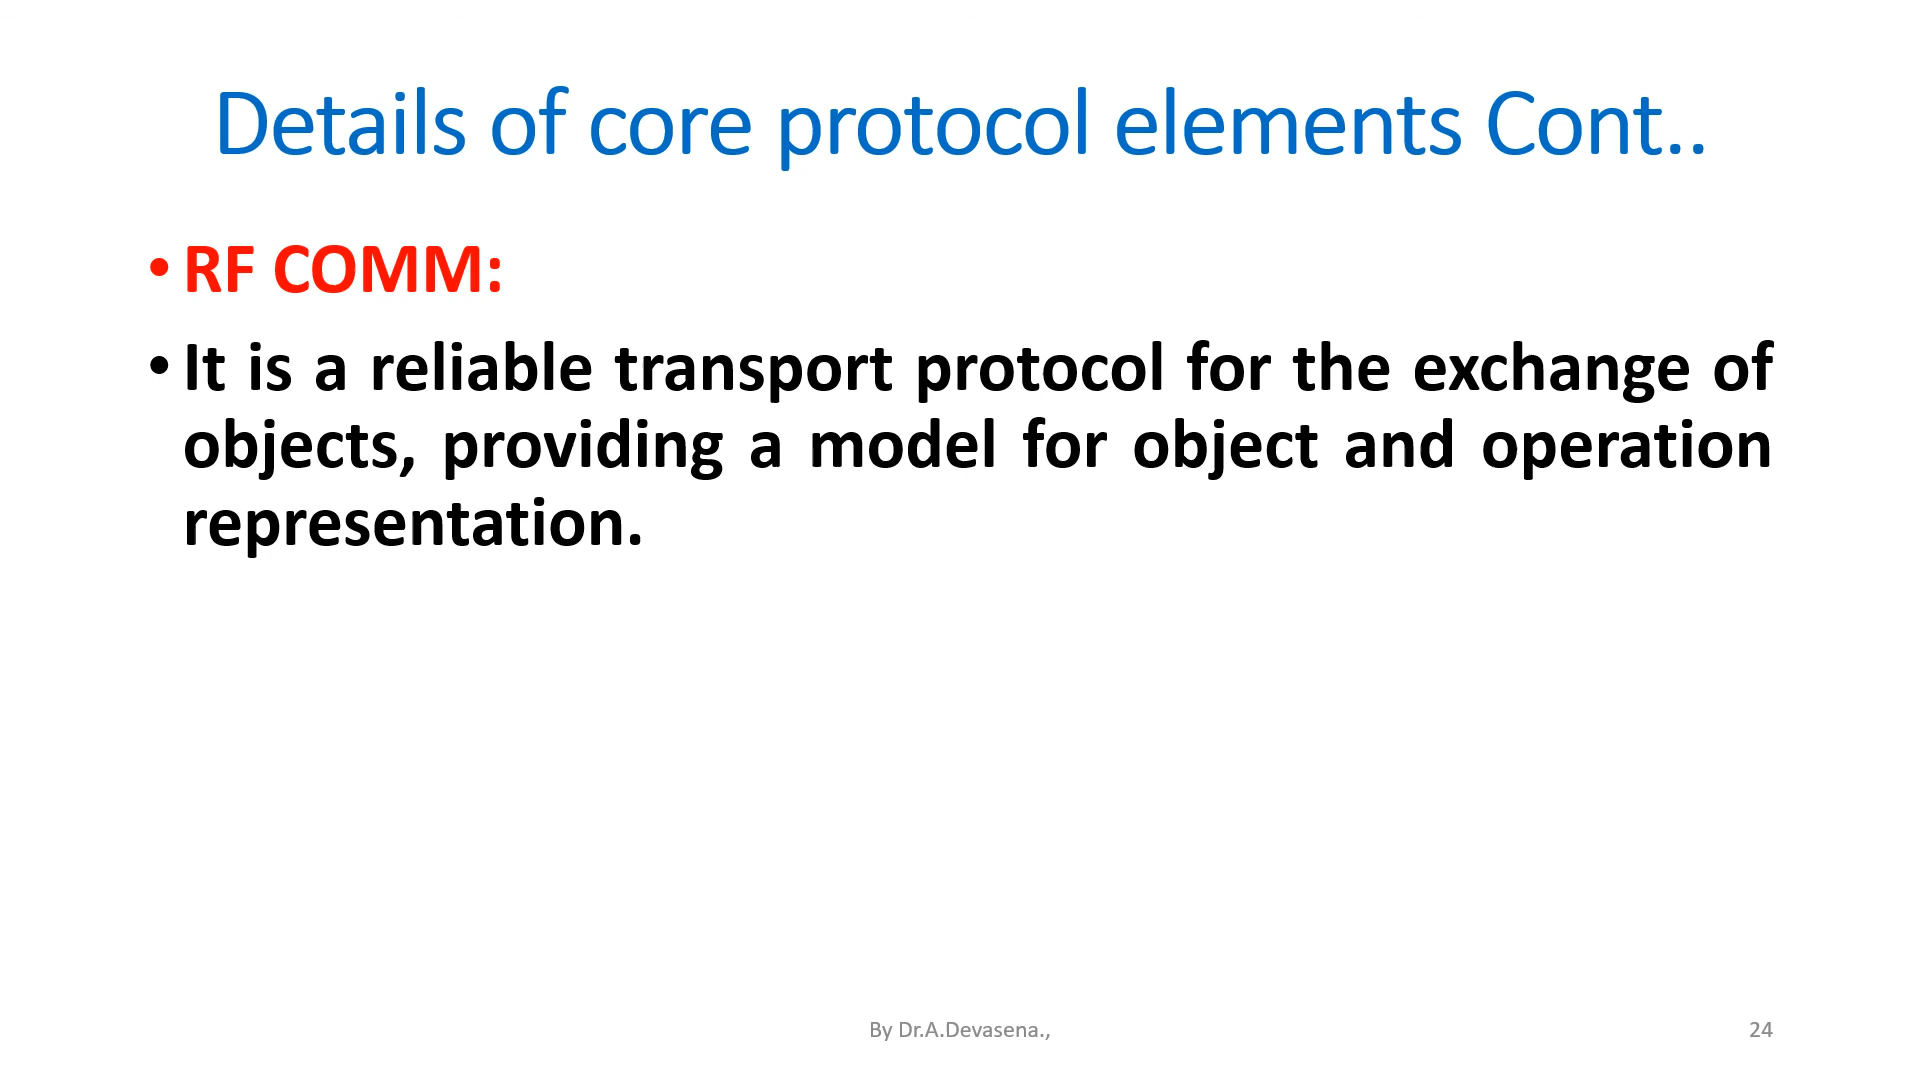 Details of core protocol elements Cont..
• RF COMM:
• It is a reliable transport protocol for the exchange of
objects, providing a model for object and operation
representation.
By Dr.A.Devasena.,
24